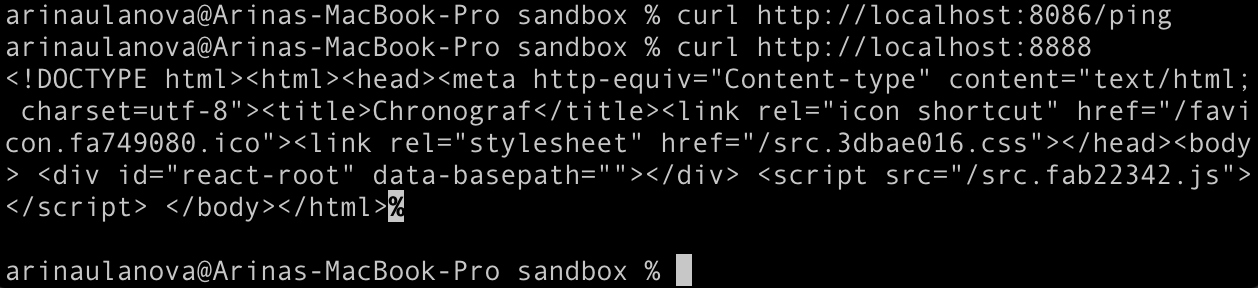 arinaulanova@Arinas-MacBook-Pro sandbox % curl http://localhost:8086/ping
arinaulanova@Arinas-MacBook-Pro sandbox % curl http://localhost:8888
<!DOCTYPE html><html><head><meta http-equiv="Content-type" content="text/html;
 charset=utf-8"><title>Chronograf</title><link rel="icon shortcut" href="/favi
con.fa749080.ico"><link rel="stylesheet" href="/src.3dbae016.css"></head><body
> <div id="react-root" data-basepath=""></div> <script src="/src.fab22342.js">
</script> </body></html>%
arinaulanova@Arinas-MacBook-Pro sandbox %